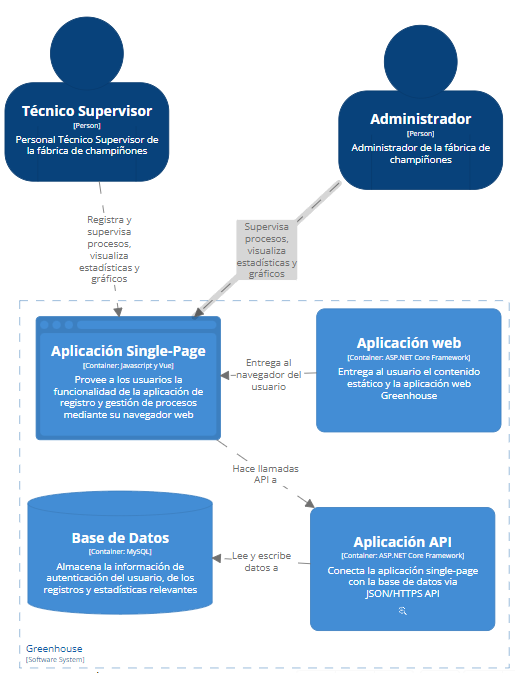 Técnico Supervisor
[Person]
Personal Técnico Supervisor de
la fábrica de champiñones
Administrador
[Person]
Administrador de la fábrica de
champiñones
Registra y
supervisa
procesos,
visualiza
estadísticas y
gráficos
Supervisa
procesos,
visualiza
estadísticas y
gráficos
Aplicación Single-Page
[Container: Javascript y Vue]
Provee a los usuarios la
funcionalidad de la aplicación de
registro y gestión de procesos
mediante su navegador web
Entrega al
navegador del
usuario
Aplicación web
[Container: ASP.NET Core Framework]
Entrega al usuario el contenido
estático y la aplicación web
Greenhouse
Hace llamadas
API a
Base de Datos
[Container: MySQL]
Almacena la información de
autenticación del usuario, de los
registros y estadísticas relevantes
Lee y escribe
datos a
Aplicación API
[Container: ASP.NET Core Framework]
Conecta la aplicación single-page
con la base de datos via
JSON/HTTPS API
Greenhouse
[Software System]